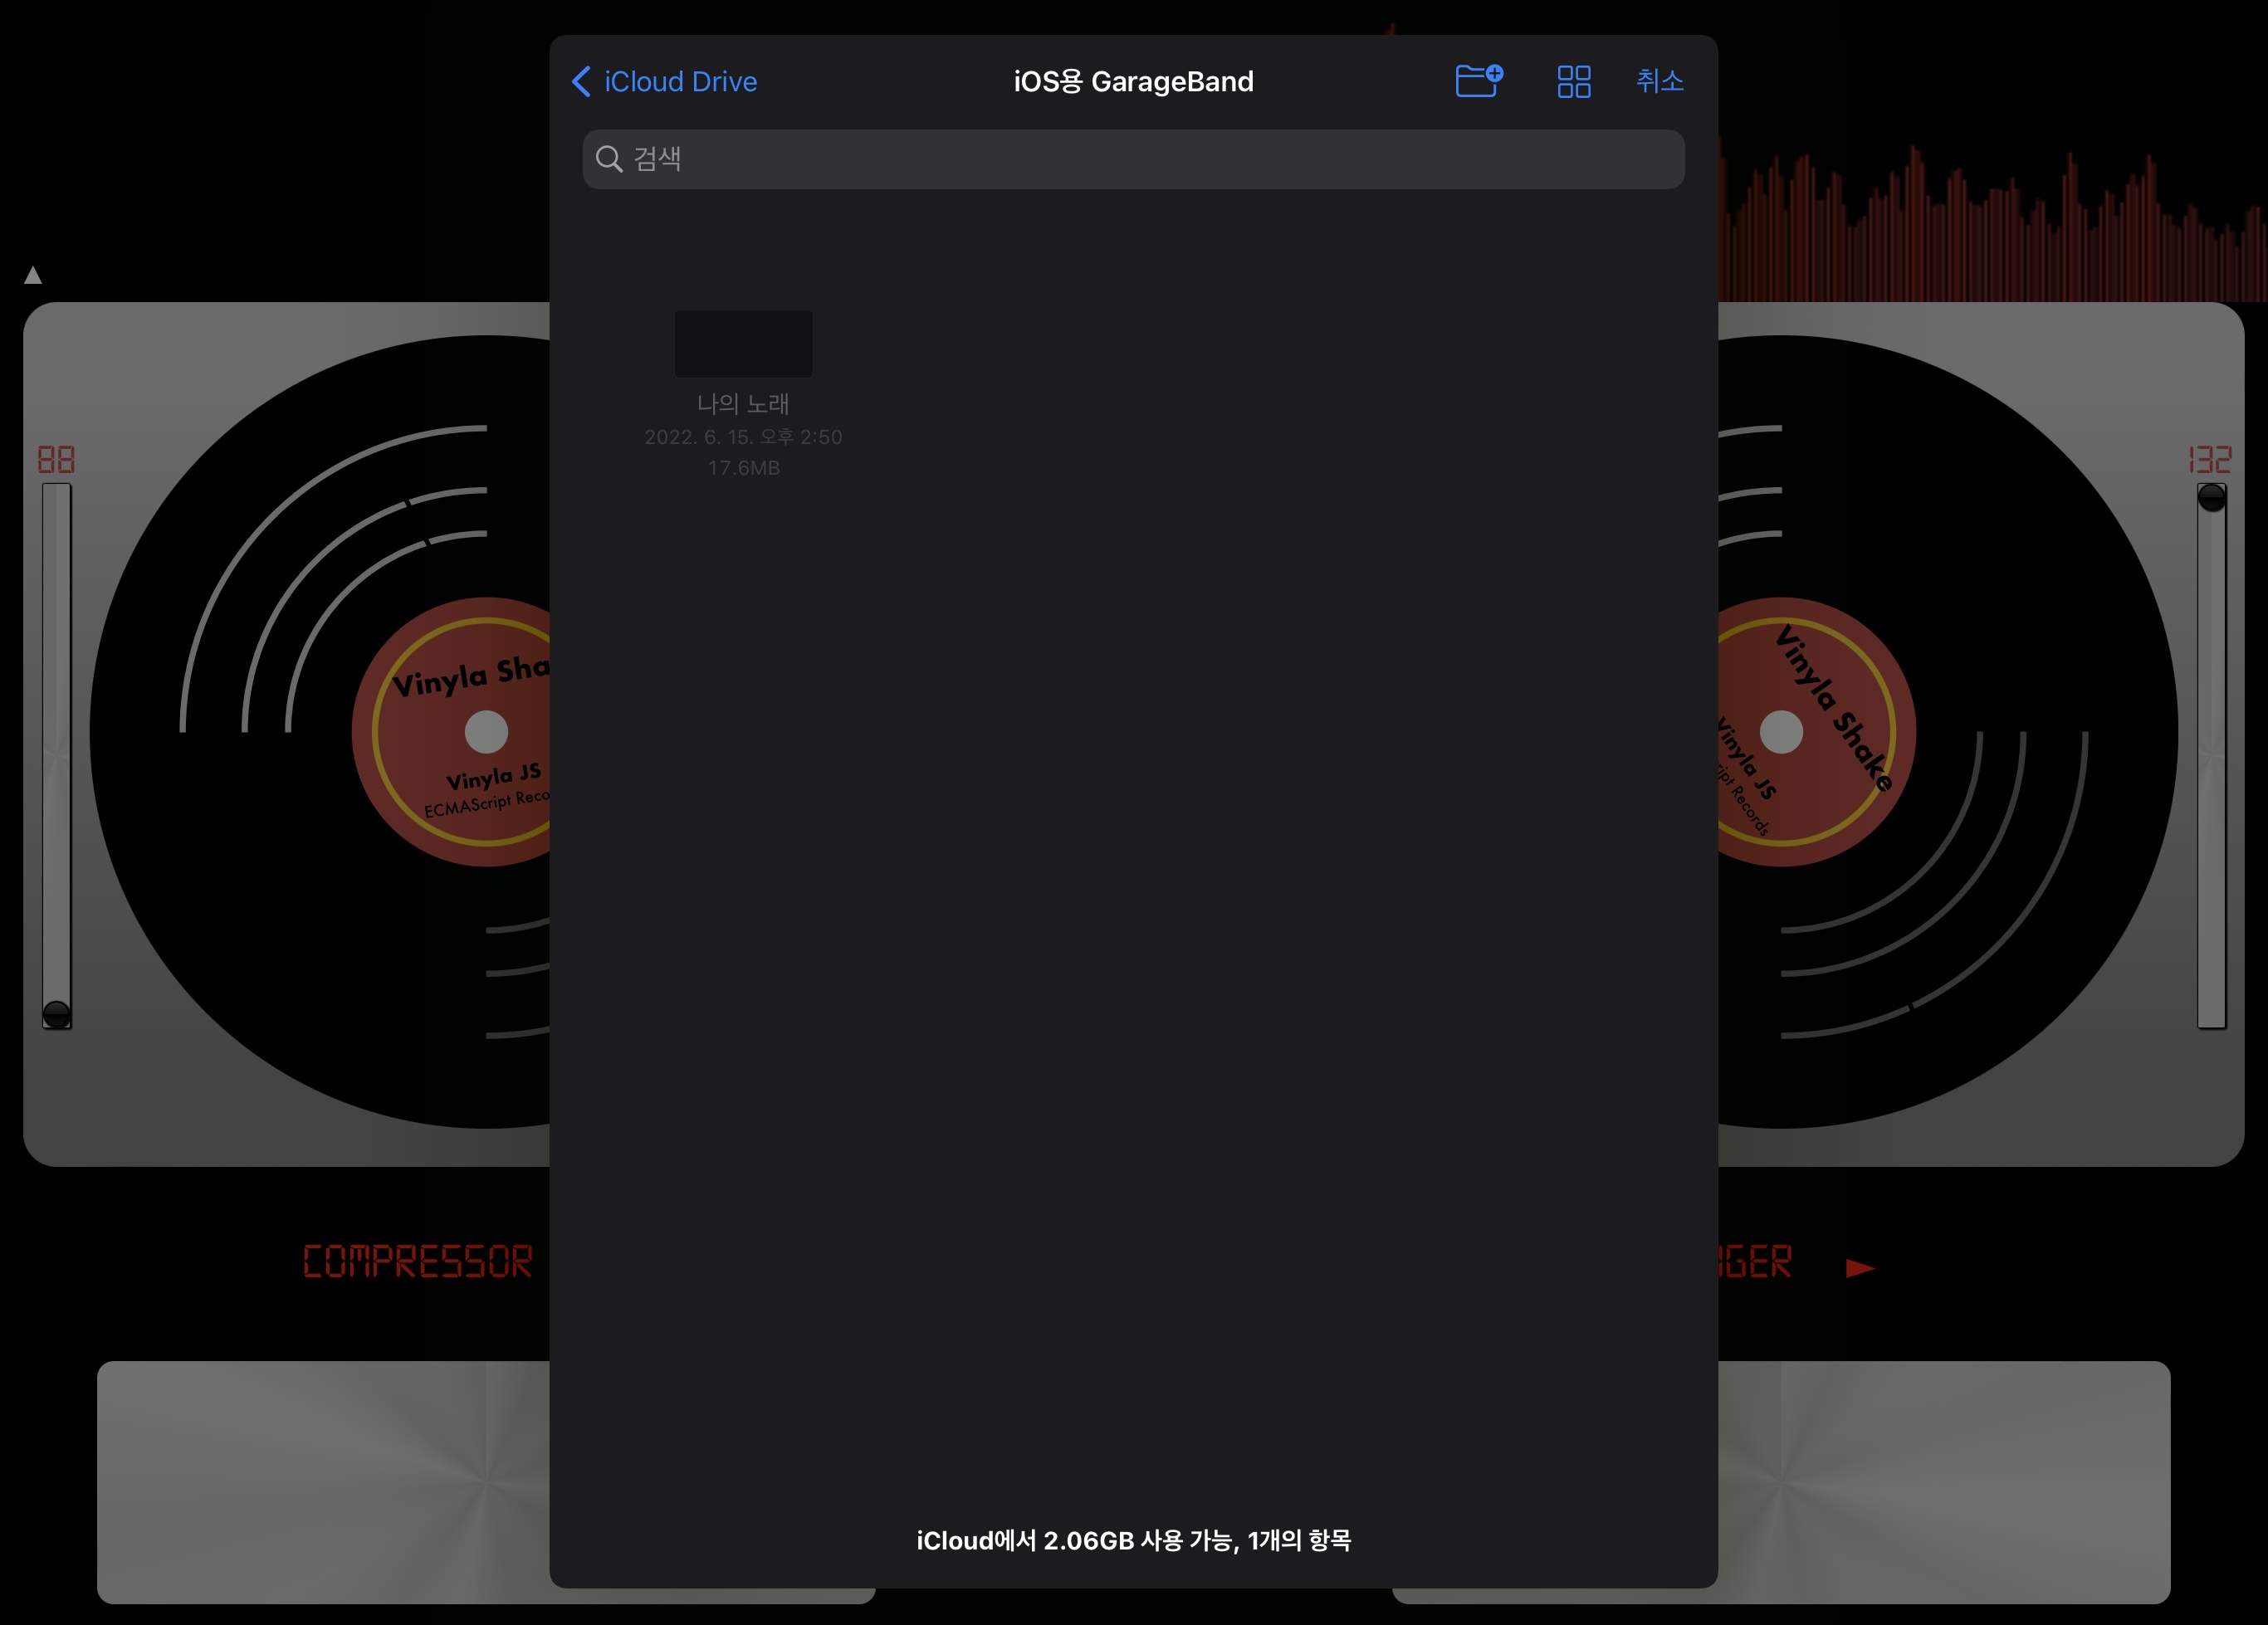 iCloud Drive
iOS용 GarageBand
취소
검색
나의 노래
2022. 6. 15. 오후 2:50
17.6MB
88
132
Vinyla Sha
Vinyla JS
ECMAScript Reco
Vinyla Shake
Vinyla JS
ript Records
COMPRESSOR
GER
iCloud에서 2.06GB 사용 가능, 1개의 항목